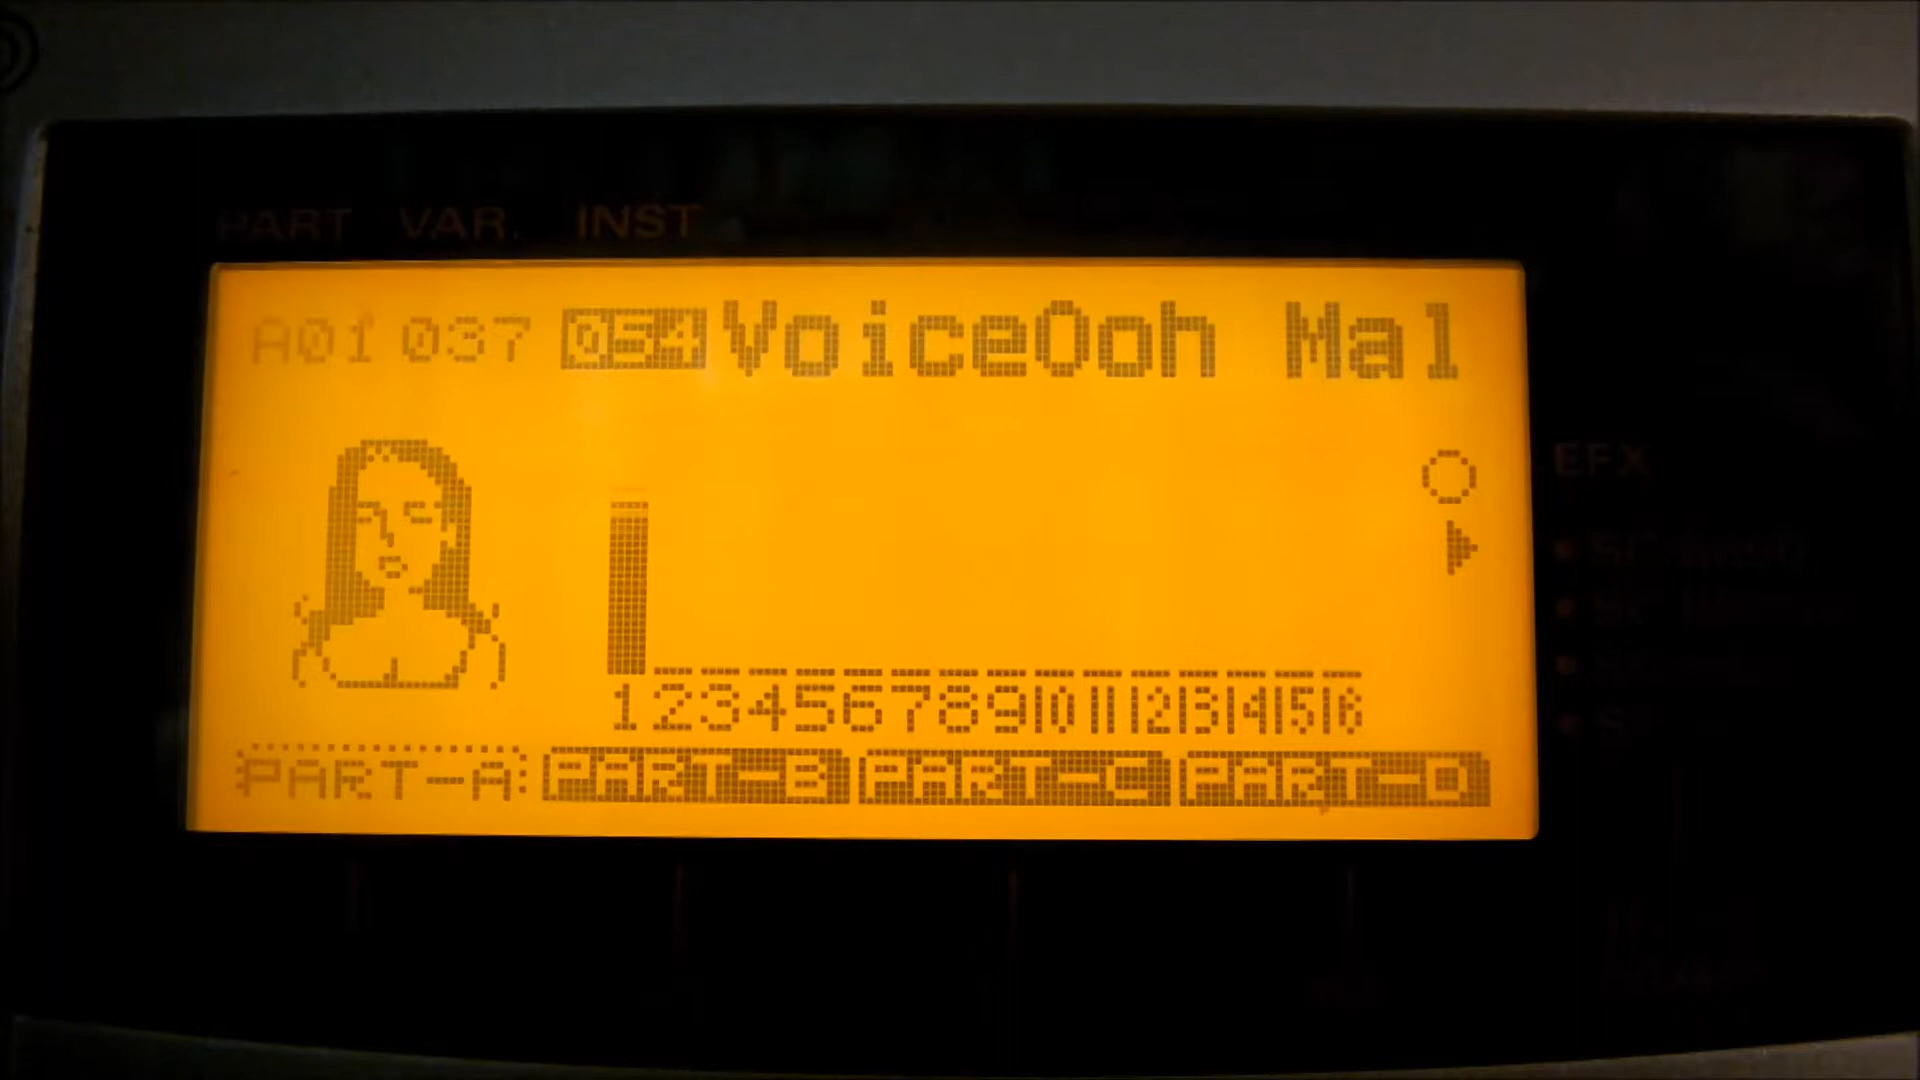 PART VAR. INST
A01 037 054 VoiceOoh Mal
EFX
1 2 3 4 5 6 7 8 9 10 11 12 13 14 15 16
PART-A PART-B PART-C PART-D